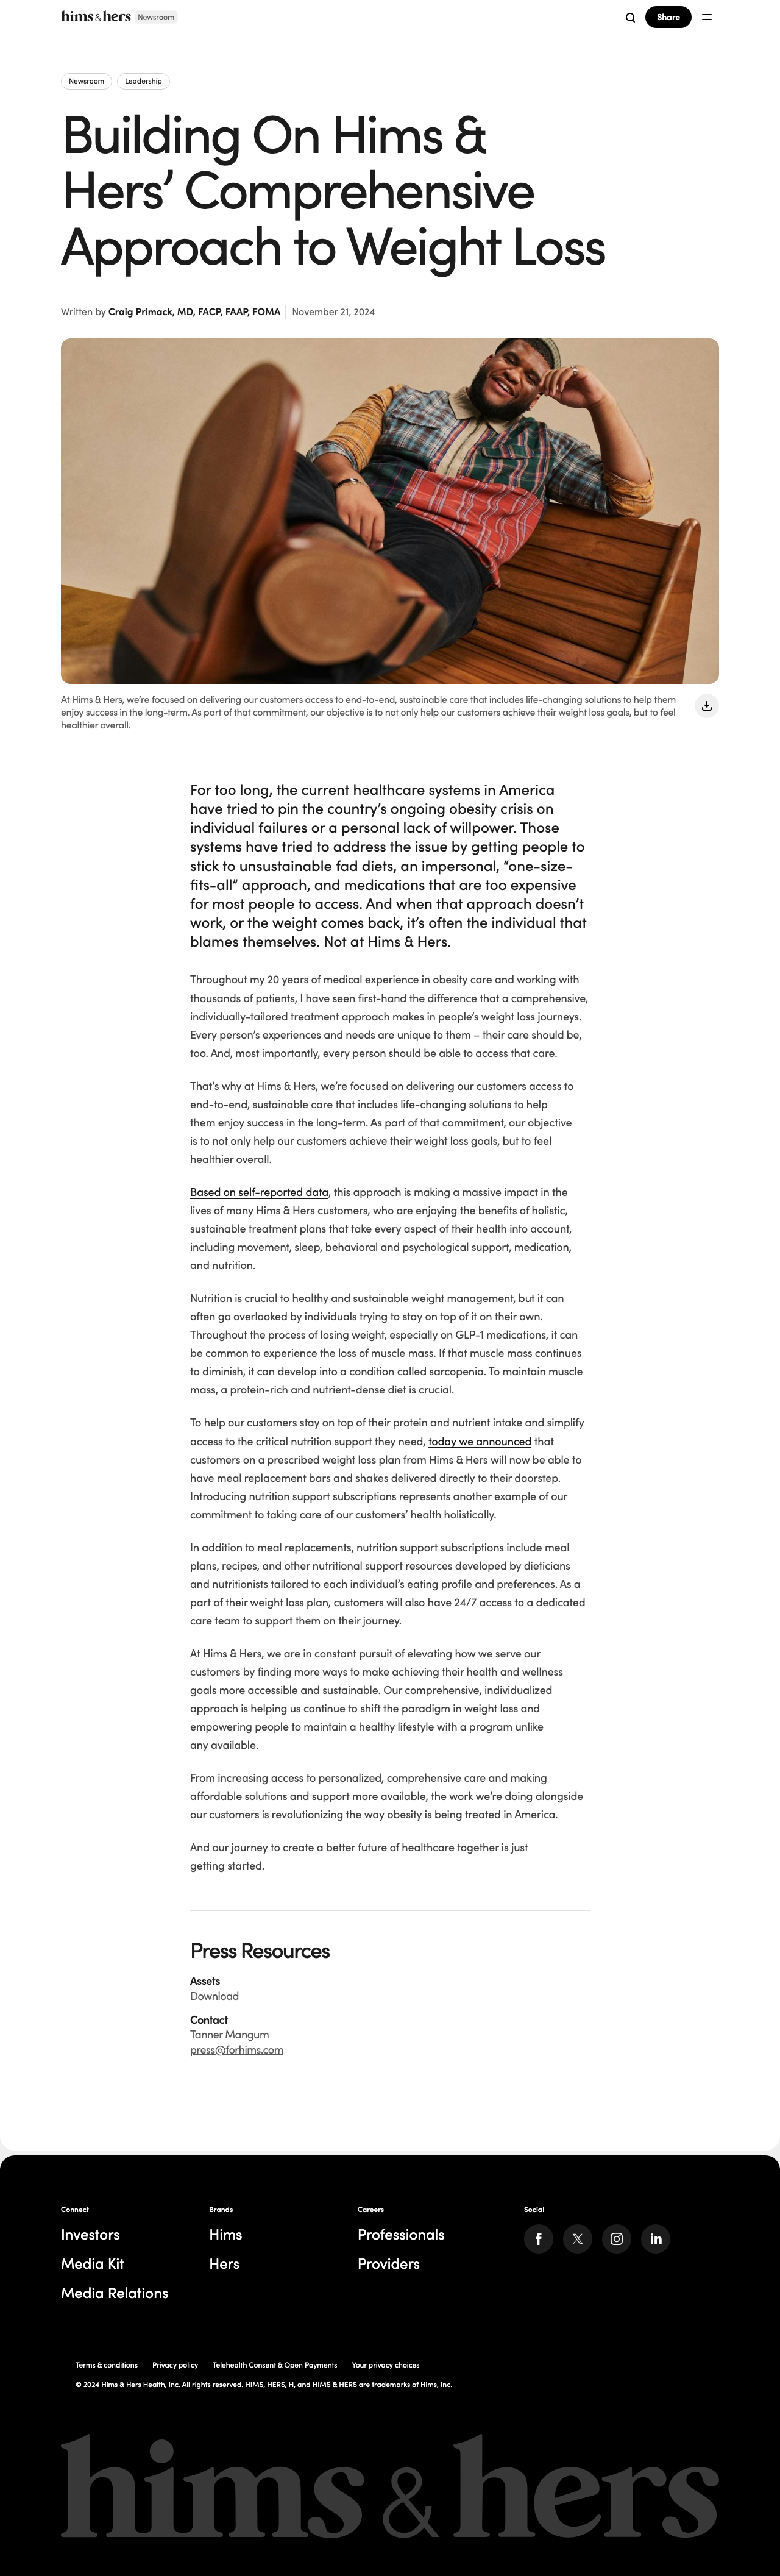 hims & hers Newsroom
Share
Newsroom
Leadership
Building On Hims &
Hers’ Comprehensive
Approach to Weight Loss
Written by Craig Primack, MD, FACP, FAAP, FOMA
November 21, 2024
At Hims & Hers, we’re focused on delivering our customers access to end-to-end, sustainable care that includes life-changing solutions to help them
enjoy success in the long-term. As part of that commitment, our objective is to not only help our customers achieve their weight loss goals, but to feel
healthier overall.
For too long, the current healthcare systems in America
have tried to pin the country’s ongoing obesity crisis on
individual failures or a personal lack of willpower. Those
systems have tried to address the issue by getting people to
stick to unsustainable fad diets, an impersonal, “one-size-
fits-all” approach, and medications that are too expensive
for most people to access. And when that approach doesn’t
work, or the weight comes back, it’s often the individual that
blames themselves. Not at Hims & Hers.
Throughout my 20 years of medical experience in obesity care and working with
thousands of patients, I have seen first-hand the difference that a comprehensive,
individually-tailored treatment approach makes in people’s weight loss journeys.
Every person’s experiences and needs are unique to them – their care should be,
too. And, most importantly, every person should be able to access that care.
That’s why at Hims & Hers, we’re focused on delivering our customers access to
end-to-end, sustainable care that includes life-changing solutions to help
them enjoy success in the long-term. As part of that commitment, our objective
is to not only help our customers achieve their weight loss goals, but to feel
healthier overall.
Based on self-reported data, this approach is making a massive impact in the
lives of many Hims & Hers customers, who are enjoying the benefits of holistic,
sustainable treatment plans that take every aspect of their health into account,
including movement, sleep, behavioral and psychological support, medication,
and nutrition.
Nutrition is crucial to healthy and sustainable weight management, but it can
often go overlooked by individuals trying to stay on top of it on their own.
Throughout the process of losing weight, especially on GLP-1 medications, it can
be common to experience the loss of muscle mass. If that muscle mass continues
to diminish, it can develop into a condition called sarcopenia. To maintain muscle
mass, a protein-rich and nutrient-dense diet is crucial.
To help our customers stay on top of their protein and nutrient intake and simplify
access to the critical nutrition support they need, today we announced that
customers on a prescribed weight loss plan from Hims & Hers will now be able to
have meal replacement bars and shakes delivered directly to their doorstep.
Introducing nutrition support subscriptions represents another example of our
commitment to taking care of our customers’ health holistically.
In addition to meal replacements, nutrition support subscriptions include meal
plans, recipes, and other nutritional support resources developed by dieticians
and nutritionists tailored to each individual’s eating profile and preferences. As a
part of their weight loss plan, customers will also have 24/7 access to a dedicated
care team to support them on their journey.
At Hims & Hers, we are in constant pursuit of elevating how we serve our
customers by finding more ways to make achieving their health and wellness
goals more accessible and sustainable. Our comprehensive, individualized
approach is helping us continue to shift the paradigm in weight loss and
empowering people to maintain a healthy lifestyle with a program unlike
any available.
From increasing access to personalized, comprehensive care and making
affordable solutions and support more available, the work we’re doing alongside
our customers is revolutionizing the way obesity is being treated in America.
And our journey to create a better future of healthcare together is just
getting started.
Press Resources
Assets
Download
Contact
Tanner Mangum
press@forhims.com
Connect
Investors
Media Kit
Media Relations
Brands
Hims
Hers
Careers
Professionals
Providers
Social
Terms & conditions Privacy policy Telehealth Consent & Open Payments Your privacy choices
© 2024 Hims & Hers Health, Inc. All rights reserved. HIMS, HERS, H, and HIMS & HERS are trademarks of Hims, Inc.
hims & hers